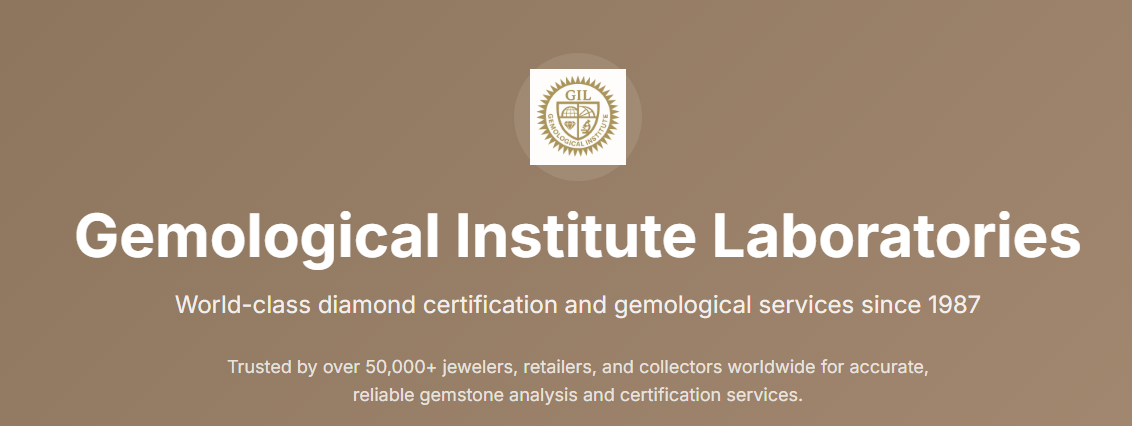 GIL
GEMOLOGICAL INSTITUTE
Gemological Institute Laboratories
World-class diamond certification and gemological services since 1987
Trusted by over 50,000+ jewelers, retailers, and collectors worldwide for accurate,
reliable gemstone analysis and certification services.